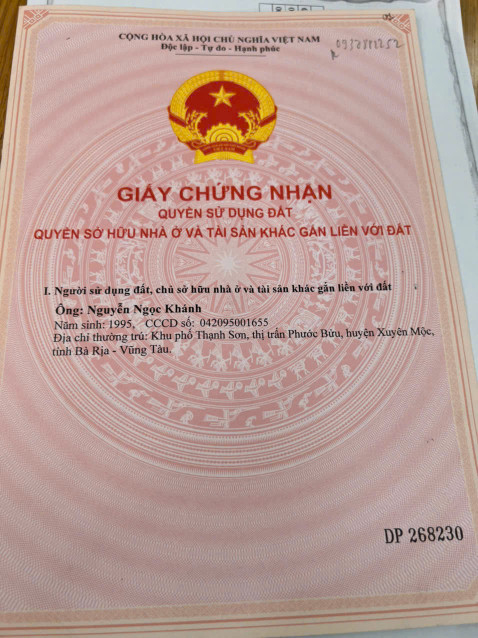 CỘNG HÒA XÃ HỘI CHỦ NGHĨA VIỆT NAM
Độc lập - Tự do - Hạnh phúc
GIẤY CHỨNG NHẬN
QUYỀN SỬ DỤNG ĐẤT
QUYỀN SỞ HỮU NHÀ Ở VÀ TÀI SẢN KHÁC GẮN LIỀN VỚI ĐẤT
I. Người sử dụng đất, chủ sở hữu nhà ở và tài sản khác gắn liền với đất
Ông: Nguyễn Ngọc Khánh
Năm sinh: 1995, CCCD số: 042095001655
Địa chỉ thường trú: Khu phố Thạnh Sơn, thị trấn Phước Bửu, huyện Xuyên Mộc,
tỉnh Bà Rịa - Vũng Tàu.
DP 268230